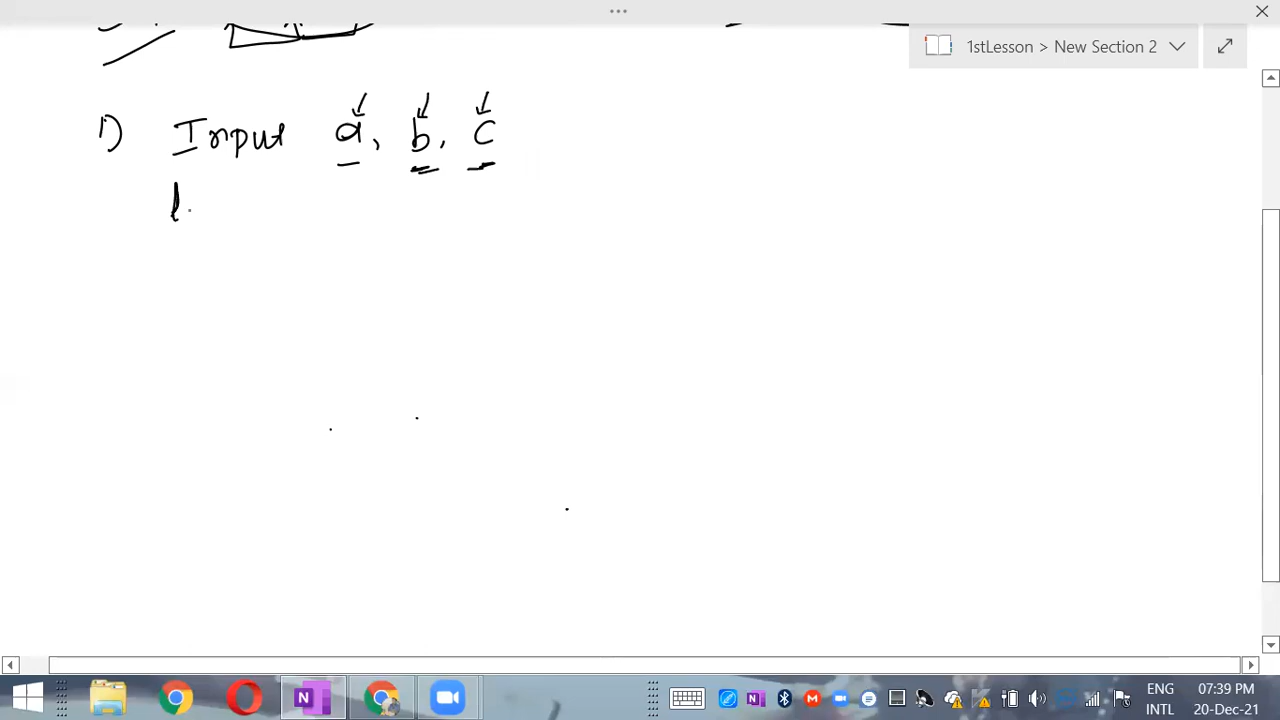 1stLesson > New Section 2
1) Input a, b, c
ENG
INTL
07:39 PM
20-Dec-21